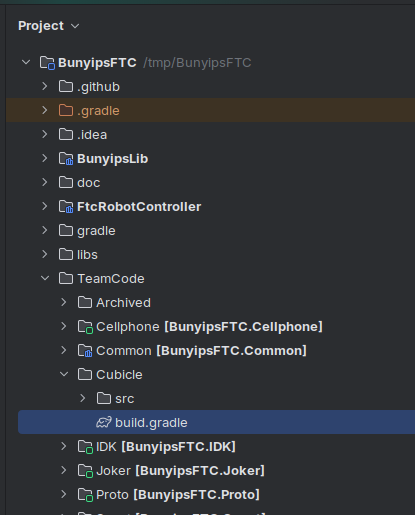 Project
BunyipsFTC /tmp/BunyipsFTC
.github
.gradle
.idea
BunyipsLib
doc
FtcRobotController
gradle
libs
TeamCode
Archived
Cellphone [BunyipsFTC.Cellphone]
Common [BunyipsFTC.Common]
Cubicle
src
build.gradle
IDK [BunyipsFTC.IDK]
Joker [BunyipsFTC.Joker]
Proto [BunyipsFTC.Proto]